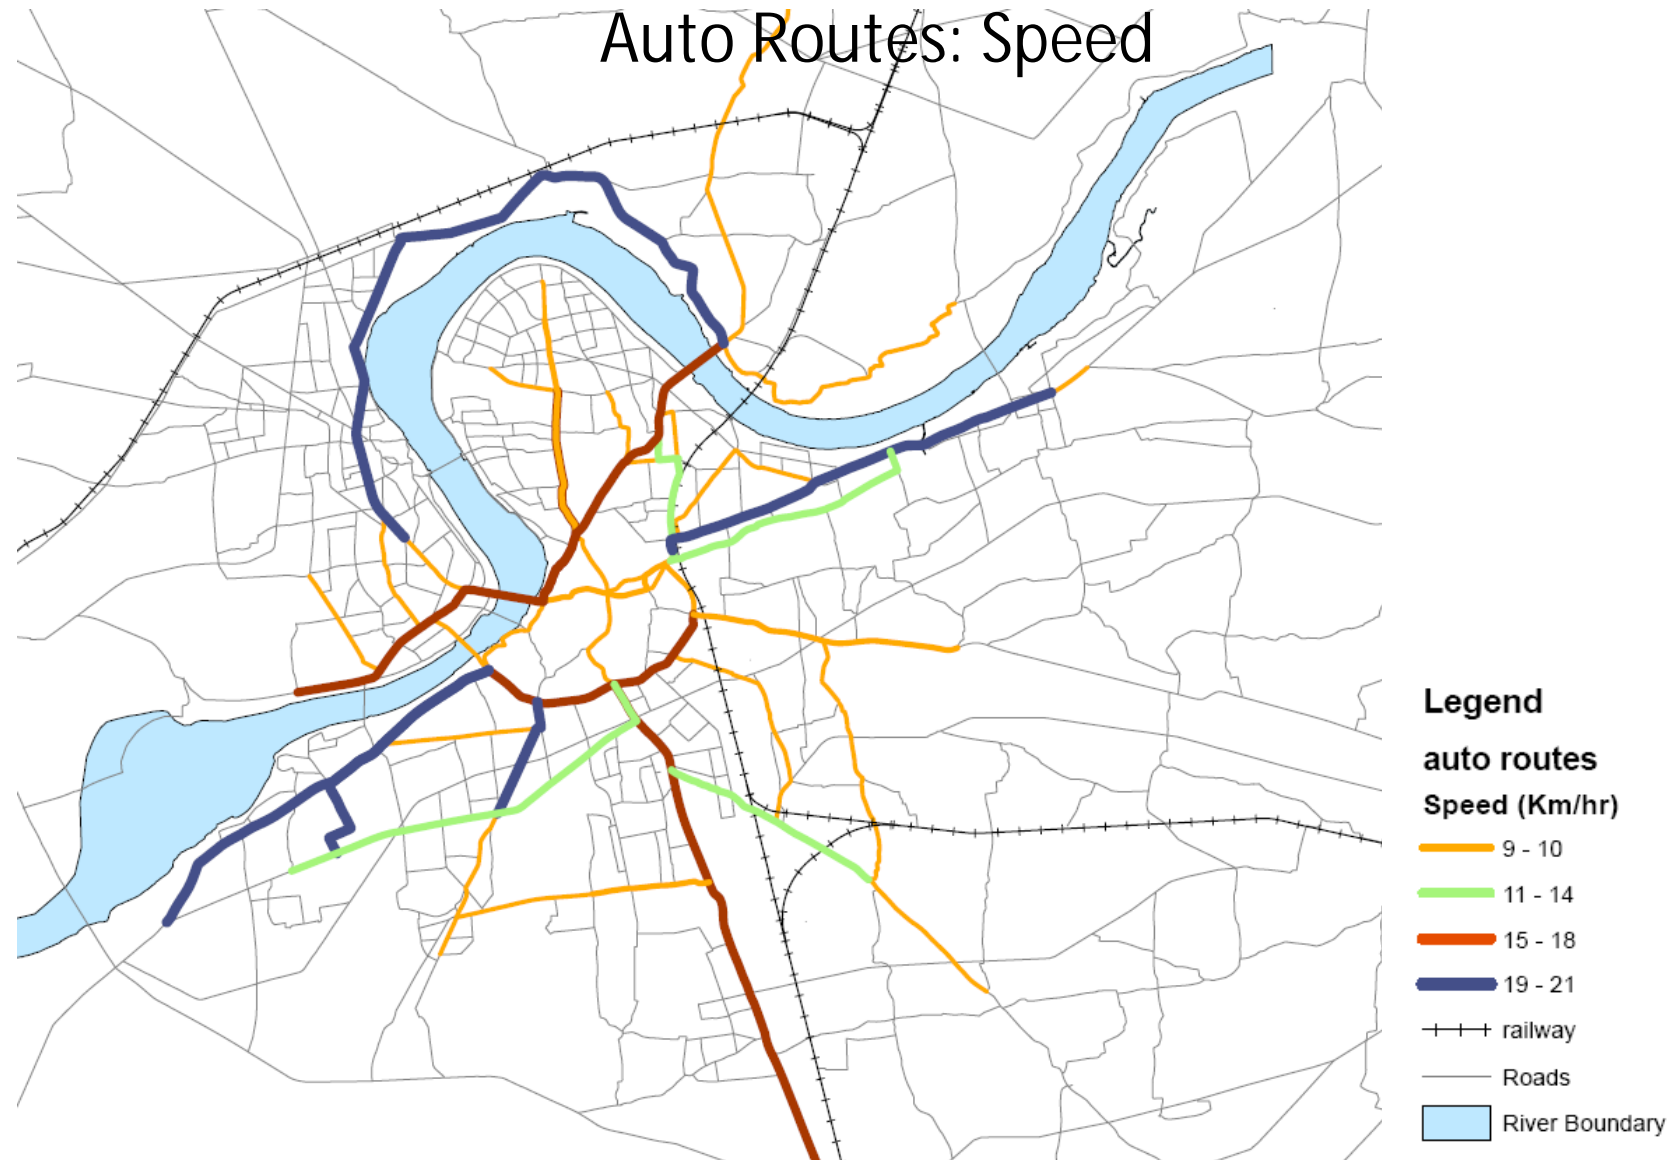 Auto Routes: Speed
Legend
auto routes
Speed (Km/hr)
9 - 10
11 - 14
15 - 18
19 - 21
railway
Roads
River Boundary